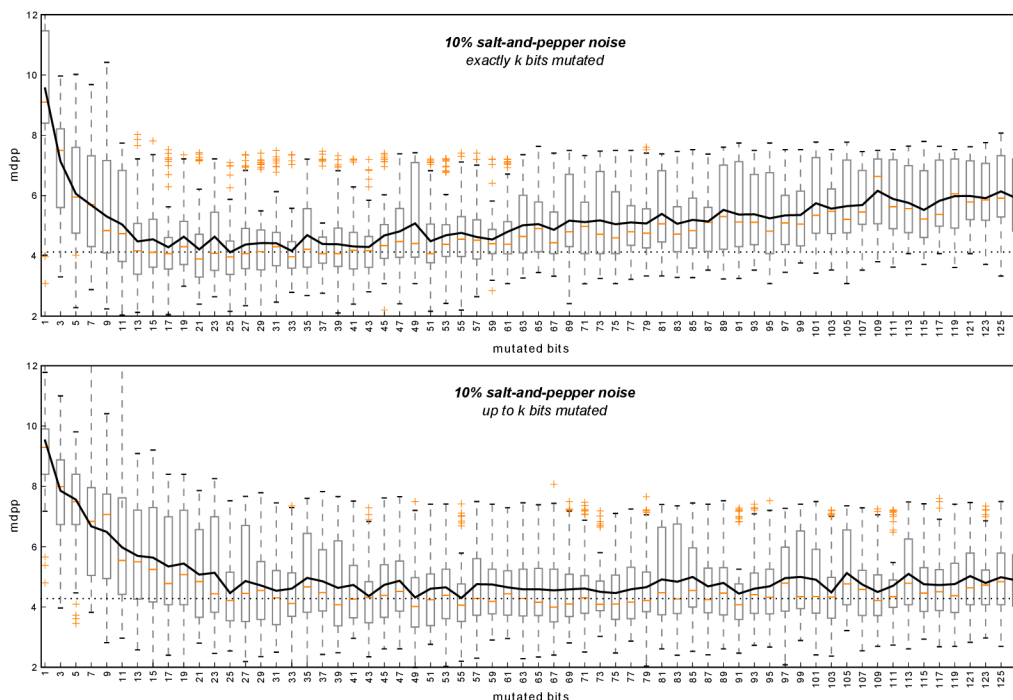 12
10% salt-and-pepper noise
exactly k bits mutated
10
8
mdpp
6
4
2
1 3 5 7 9 11 13 15 17 19 21 23 25 27 29 31 33 35 37 39 41 43 45 47 49 51 53 55 57 59 61 63 65 67 69 71 73 75 77 79 81 83 85 87 89 91 93 95 97 99 101 103 105 107 109 111 113 115 117 119 121 123 125
mutated bits
12
10% salt-and-pepper noise
up to k bits mutated
10
8
mdpp
6
4
2
1 3 5 7 9 11 13 15 17 19 21 23 25 27 29 31 33 35 37 39 41 43 45 47 49 51 53 55 57 59 61 63 65 67 69 71 73 75 77 79 81 83 85 87 89 91 93 95 97 99 101 103 105 107 109 111 113 115 117 119 121 123 125
mutated bits